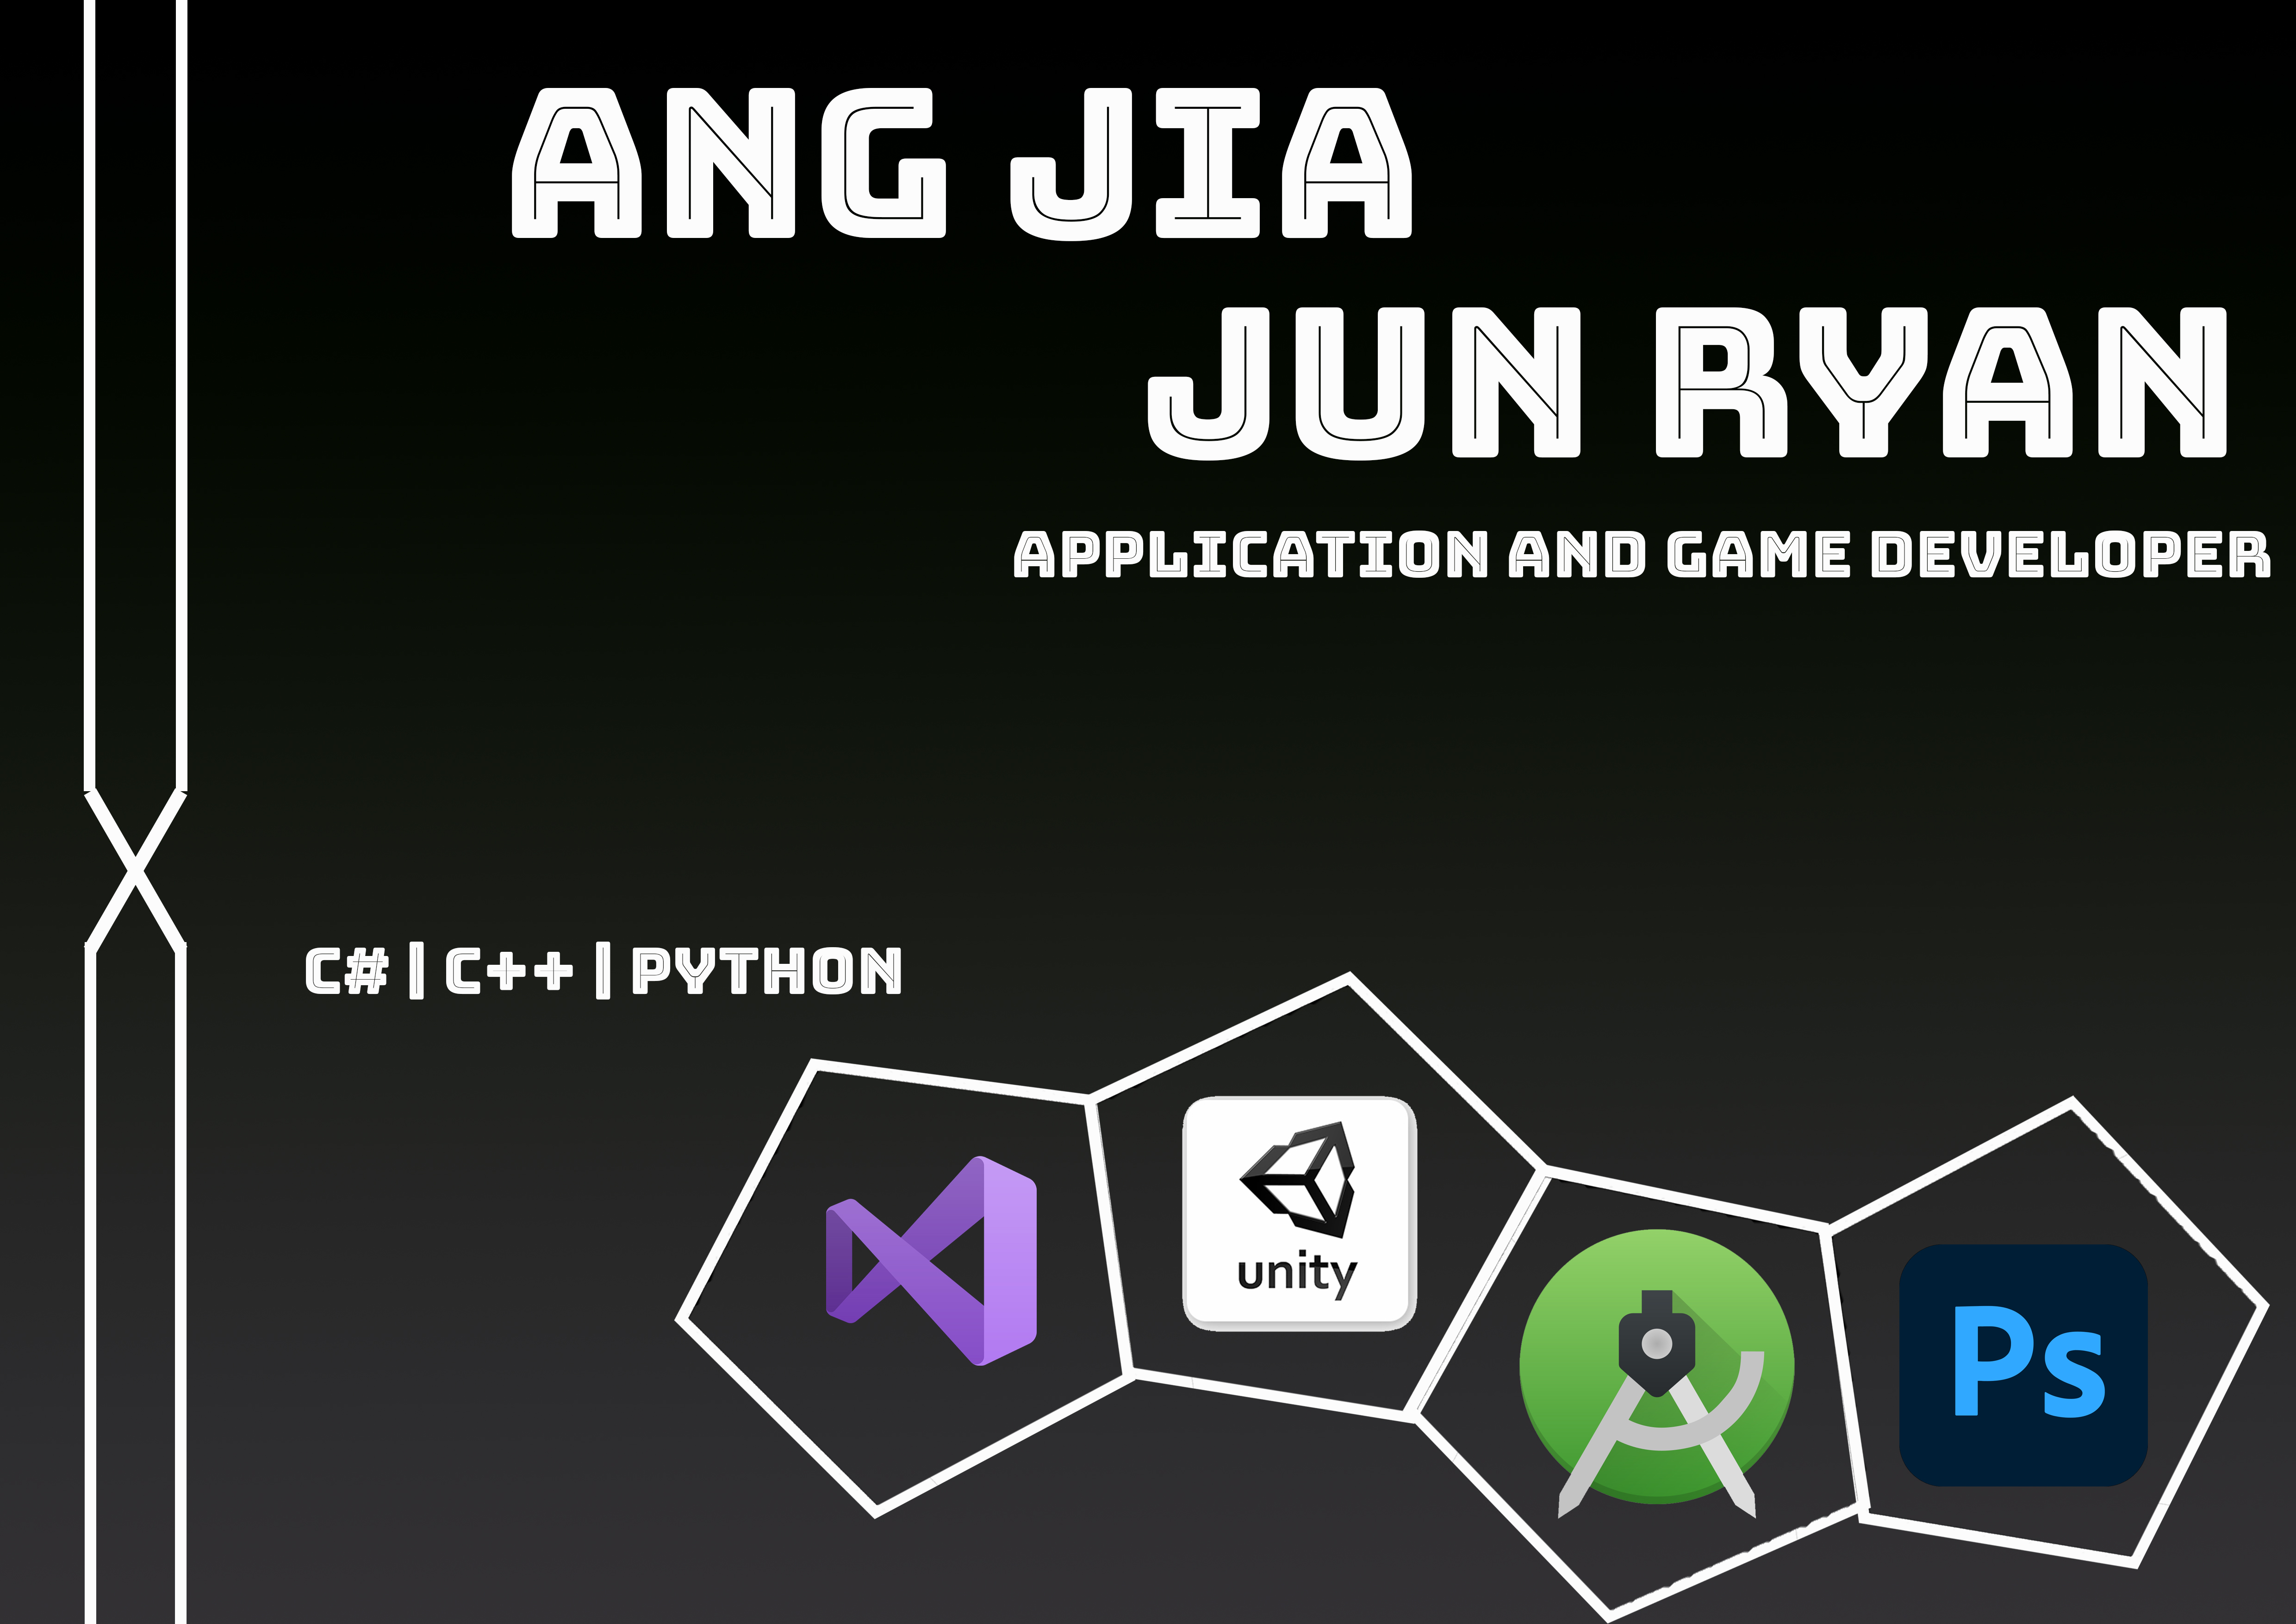 ANG JIA
JUN RYAN
APPLICATION AND GAME DEVELOPER
C# | C++ | PYTHON
unity
Ps